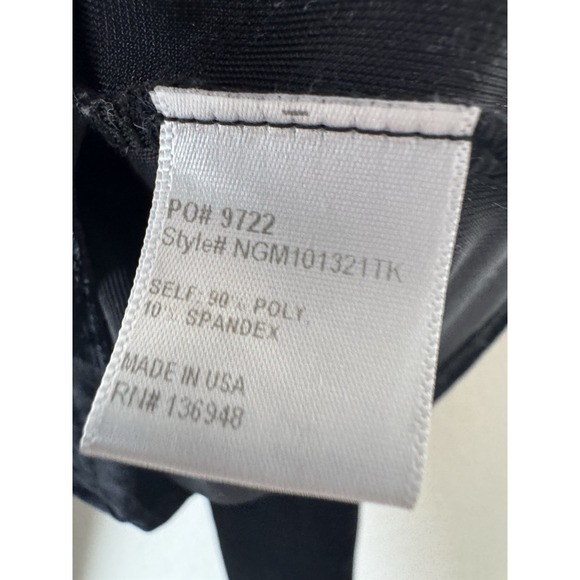 PO# 9722
Style# NGM101321TK
SELF, 90% POLY,
10% SPANDEX
MADE IN USA
RN# 136948